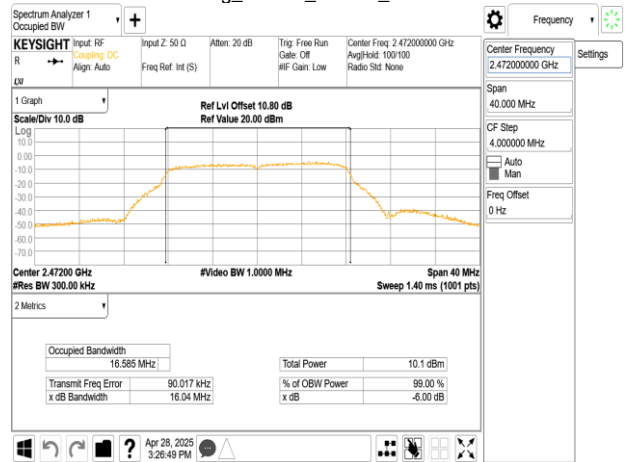 Spectrum Analyzer 1
Occupied BW
+
Frequency
KEYSIGHT Input: RF Input Z: 50 Ω Atten: 20 dB Trig: Free Run Center Freq: 2.472000000 GHz
R Coupling: DC Gate: Off Avg|Hold: 100/100
Align: Auto Freq Ref: Int (S) #IF Gain: Low Radio Std: None
LXI
Center Frequency
2.472000000 GHz
Settings
Span
40.000 MHz
CF Step
4.000000 MHz
Auto
Man
Freq Offset
0 Hz
1 Graph
Ref Lvl Offset 10.80 dB
Scale/Div 10.0 dB Ref Value 20.00 dBm
Log
10.0
0.00
-10.0
-20.0
-30.0
-40.0
-50.0
-60.0
-70.0
Center 2.47200 GHz #Video BW 1.0000 MHz Span 40 MHz
#Res BW 300.00 kHz Sweep 1.40 ms (1001 pts)
2 Metrics
Occupied Bandwidth
16.585 MHz Total Power 10.1 dBm
Transmit Freq Error 90.017 kHz % of OBW Power 99.00 %
x dB Bandwidth 16.04 MHz x dB -6.00 dB
? Apr 28, 2025
3:26:49 PM